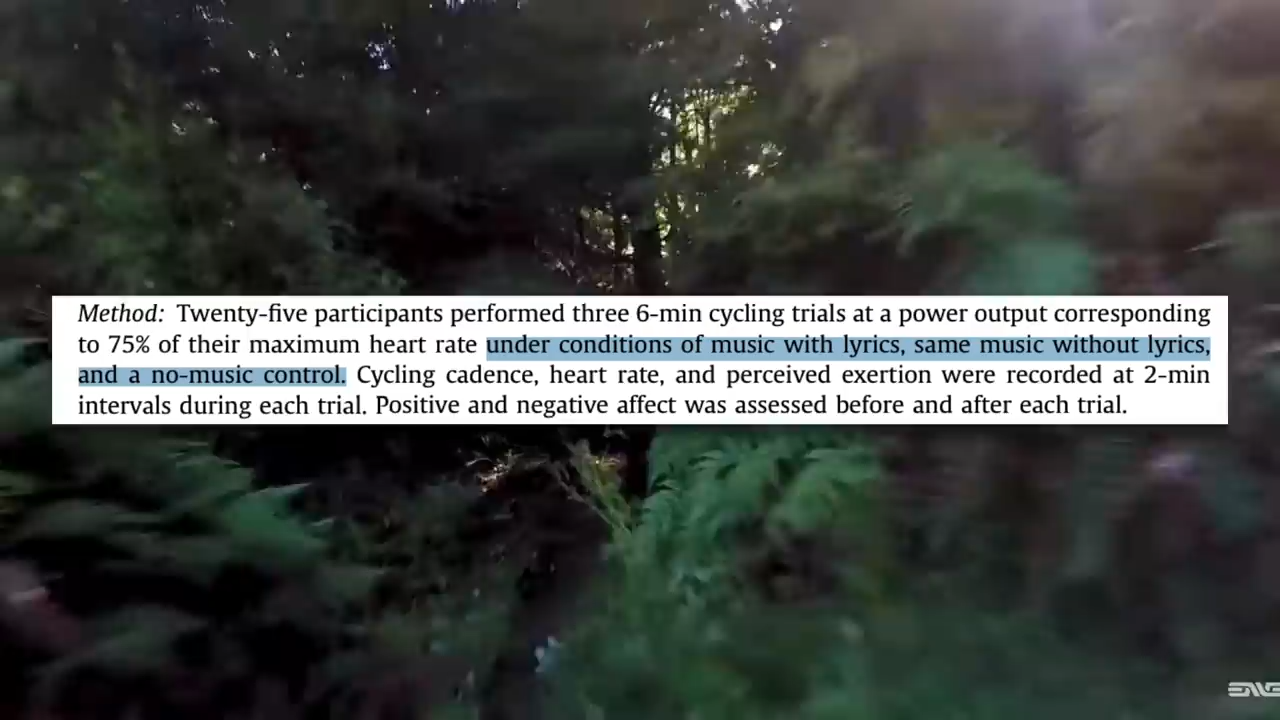 Method: Twenty-five participants performed three 6-min cycling trials at a power output corresponding
to 75% of their maximum heart rate under conditions of music with lyrics, same music without lyrics,
and a no-music control. Cycling cadence, heart rate, and perceived exertion were recorded at 2-min
intervals during each trial. Positive and negative affect was assessed before and after each trial.